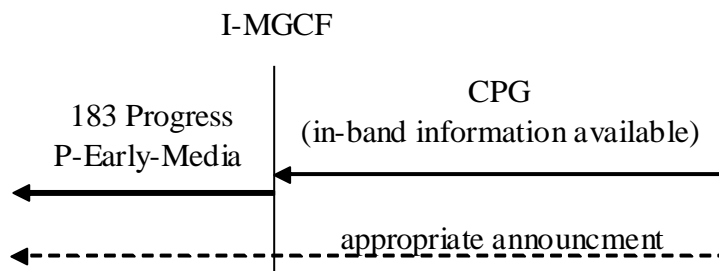 I-MGCF
183 Progress
P-Early-Media
CPG
(in-band information available)
appropriate announcment